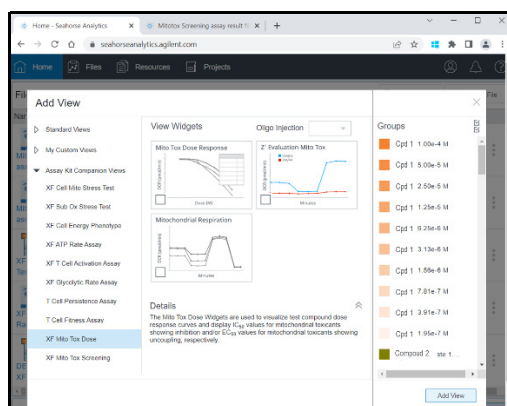 Home - Seahorse Analytics
Mitotox Screening assay result
seahorseanalytics.agilent.com
Home
Files
Resources
Projects
Add View
Standard Views
My Custom Views
Assay Kit Companion Views
XF Cell Mito Stress Test
XF Sub Ox Stress Test
XF Cell Energy Phenotype
XF ATP Rate Assay
XF T Cell Activation Assay
XF Glycolytic Rate Assay
T Cell Persistence Assay
T Cell Fitness Assay
XF Mito Tox Dose
XF Mito Tox Screening
View Widgets
Oligo Injection
Mito Tox Dose Response
Z' Evaluation Mito Tox
Minutes
Mitochondrial Respiration
Minutes
Details
The Mito Tox Dose Widgets are used to visualize test compound dose
response curves and display IC50 values for mitochondrial toxicants
showing inhibition and/or EC50 values for mitochondrial toxicants showing
uncoupling, respectively.
Groups
Cpd 1 1.00e-4 M
Cpd 1 5.00e-5 M
Cpd 1 2.50e-5 M
Cpd 1 1.25e-5 M
Cpd 1 6.25e-6 M
Cpd 1 3.13e-6 M
Cpd 1 1.56e-6 M
Cpd 1 7.81e-7 M
Cpd 1 3.91e-7 M
Cpd 1 1.95e-7 M
Compound 2
Add View